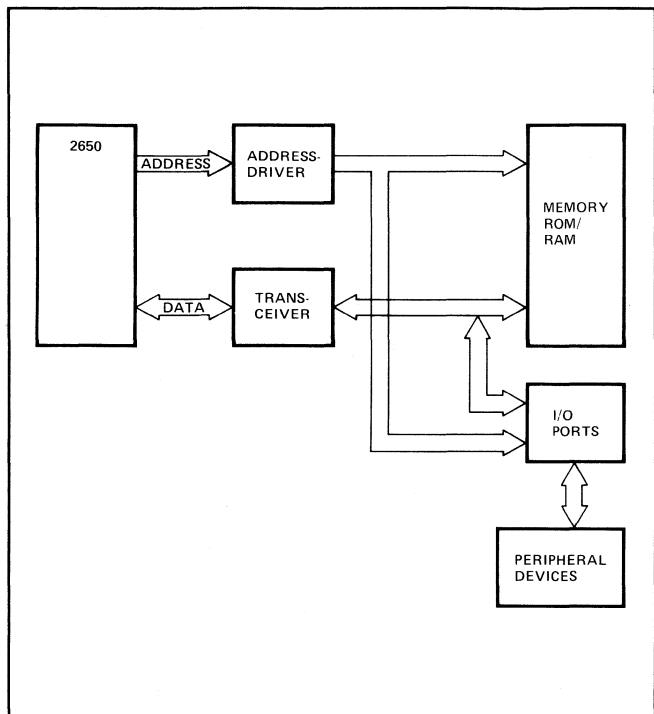 2650
ADDRESS
ADDRESS-
DRIVER
MEMORY
ROM/
RAM
DATA
TRANS-
CEIVER
I/O
PORTS
PERIPHERAL
DEVICES